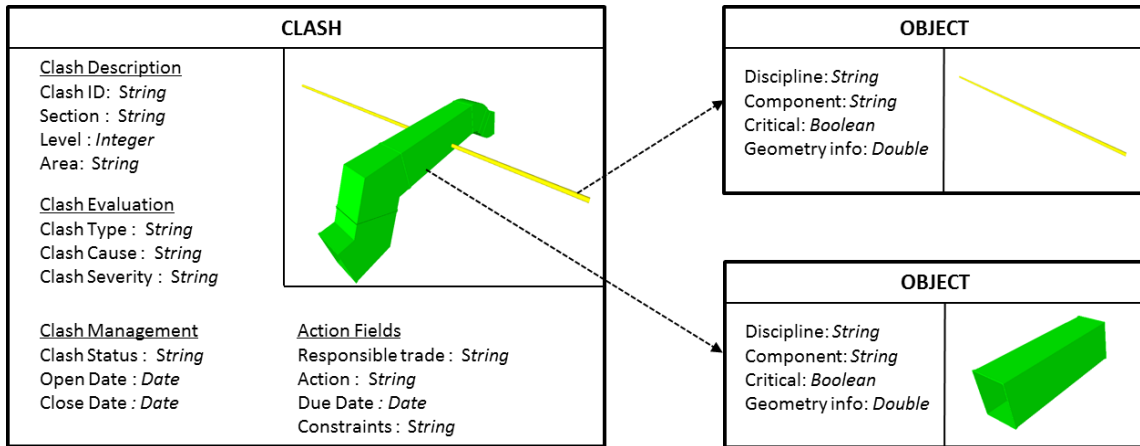 CLASH
Clash Description
Clash ID: String
Section : String
Level : Integer
Area: String
Clash Evaluation
Clash Type : String
Clash Cause : String
Clash Severity : String
Clash Management
Clash Status : String
Open Date : Date
Close Date : Date
Action Fields
Responsible trade : String
Action : String
Due Date : Date
Constraints : String
OBJECT
Discipline: String
Component: String
Critical: Boolean
Geometry info: Double
OBJECT
Discipline: String
Component: String
Critical: Boolean
Geometry info: Double